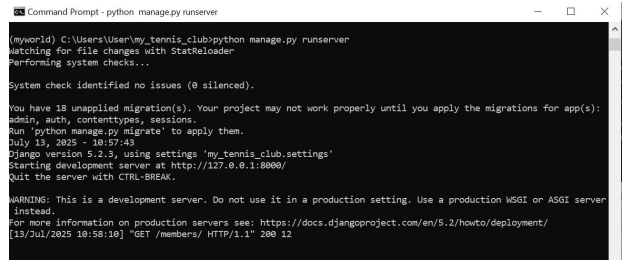 Command Prompt - python manage.py runserver
(myworld) C:\Users\User\my_tennis_club>python manage.py runserver
Watching for file changes with StatReloader
Performing system checks...
System check identified no issues (0 silenced).
You have 18 unapplied migration(s). Your project may not work properly until you apply the migrations for app(s):
admin, auth, contenttypes, sessions.
Run 'python manage.py migrate' to apply them.
July 13, 2025 - 10:57:43
Django version 5.2.3, using settings 'my_tennis_club.settings'
Starting development server at http://127.0.0.1:8000/
Quit the server with CTRL-BREAK.
WARNING: This is a development server. Do not use it in a production setting. Use a production WSGI or ASGI server
instead.
For more information on production servers see: https://docs.djangoproject.com/en/5.2/howto/deployment/
[13/Jul/2025 10:58:10] "GET /members/ HTTP/1.1" 200 12